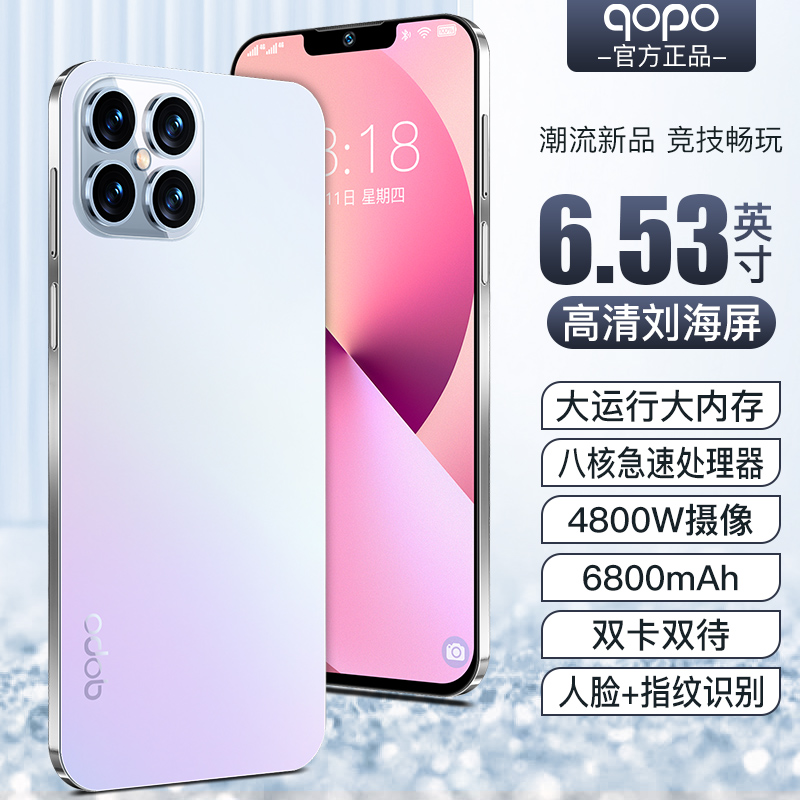 qopo
–官方正品–
潮流新品 竞技畅玩
6.53英寸
高清刘海屏
大运行大内存
八核急速处理器
4800W摄像
6800mAh
双卡双待
人脸+指纹识别
:18
11日 星期四
qopo